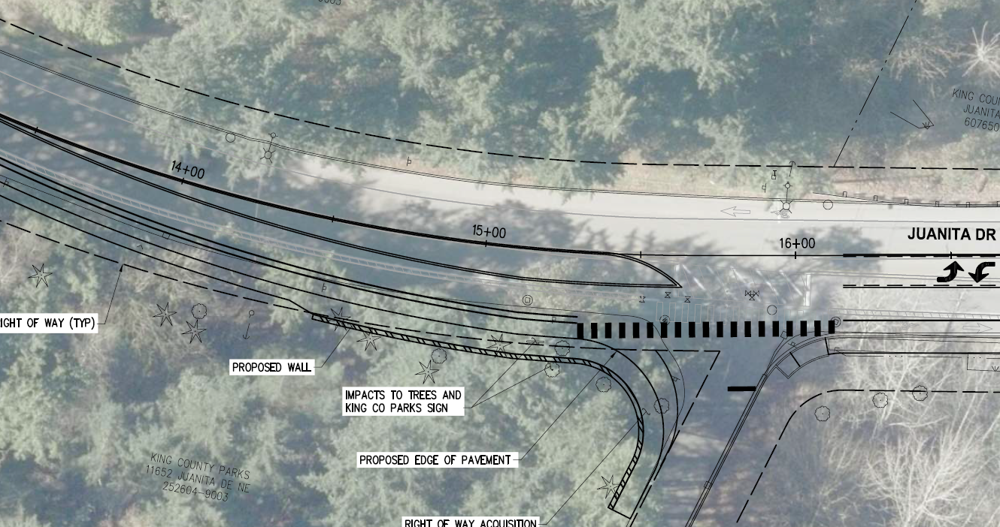 KING COU
JUANITA
607650
14+00
15+00
16+00
JUANITA DR
IGHT OF WAY (TYP)
PROPOSED WALL
IMPACTS TO TREES AND
KING CO PARKS SIGN
PROPOSED EDGE OF PAVEMENT
KING COUNTY PARKS
11652 JUANITA DE NE
252604-9003
RIGHT OF WAY ACQUISITION